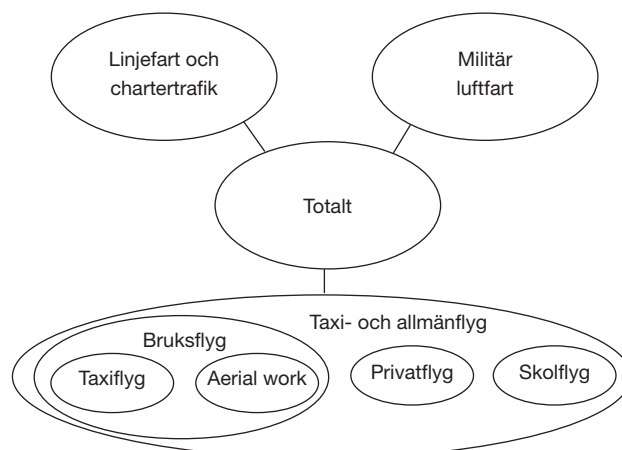 Linjefart och
chartertrafik
Militär
luftfart
Totalt
Taxi- och allmänflyg
Bruksflyg
Taxiflyg
Aerial work
Privatflyg
Skolflyg